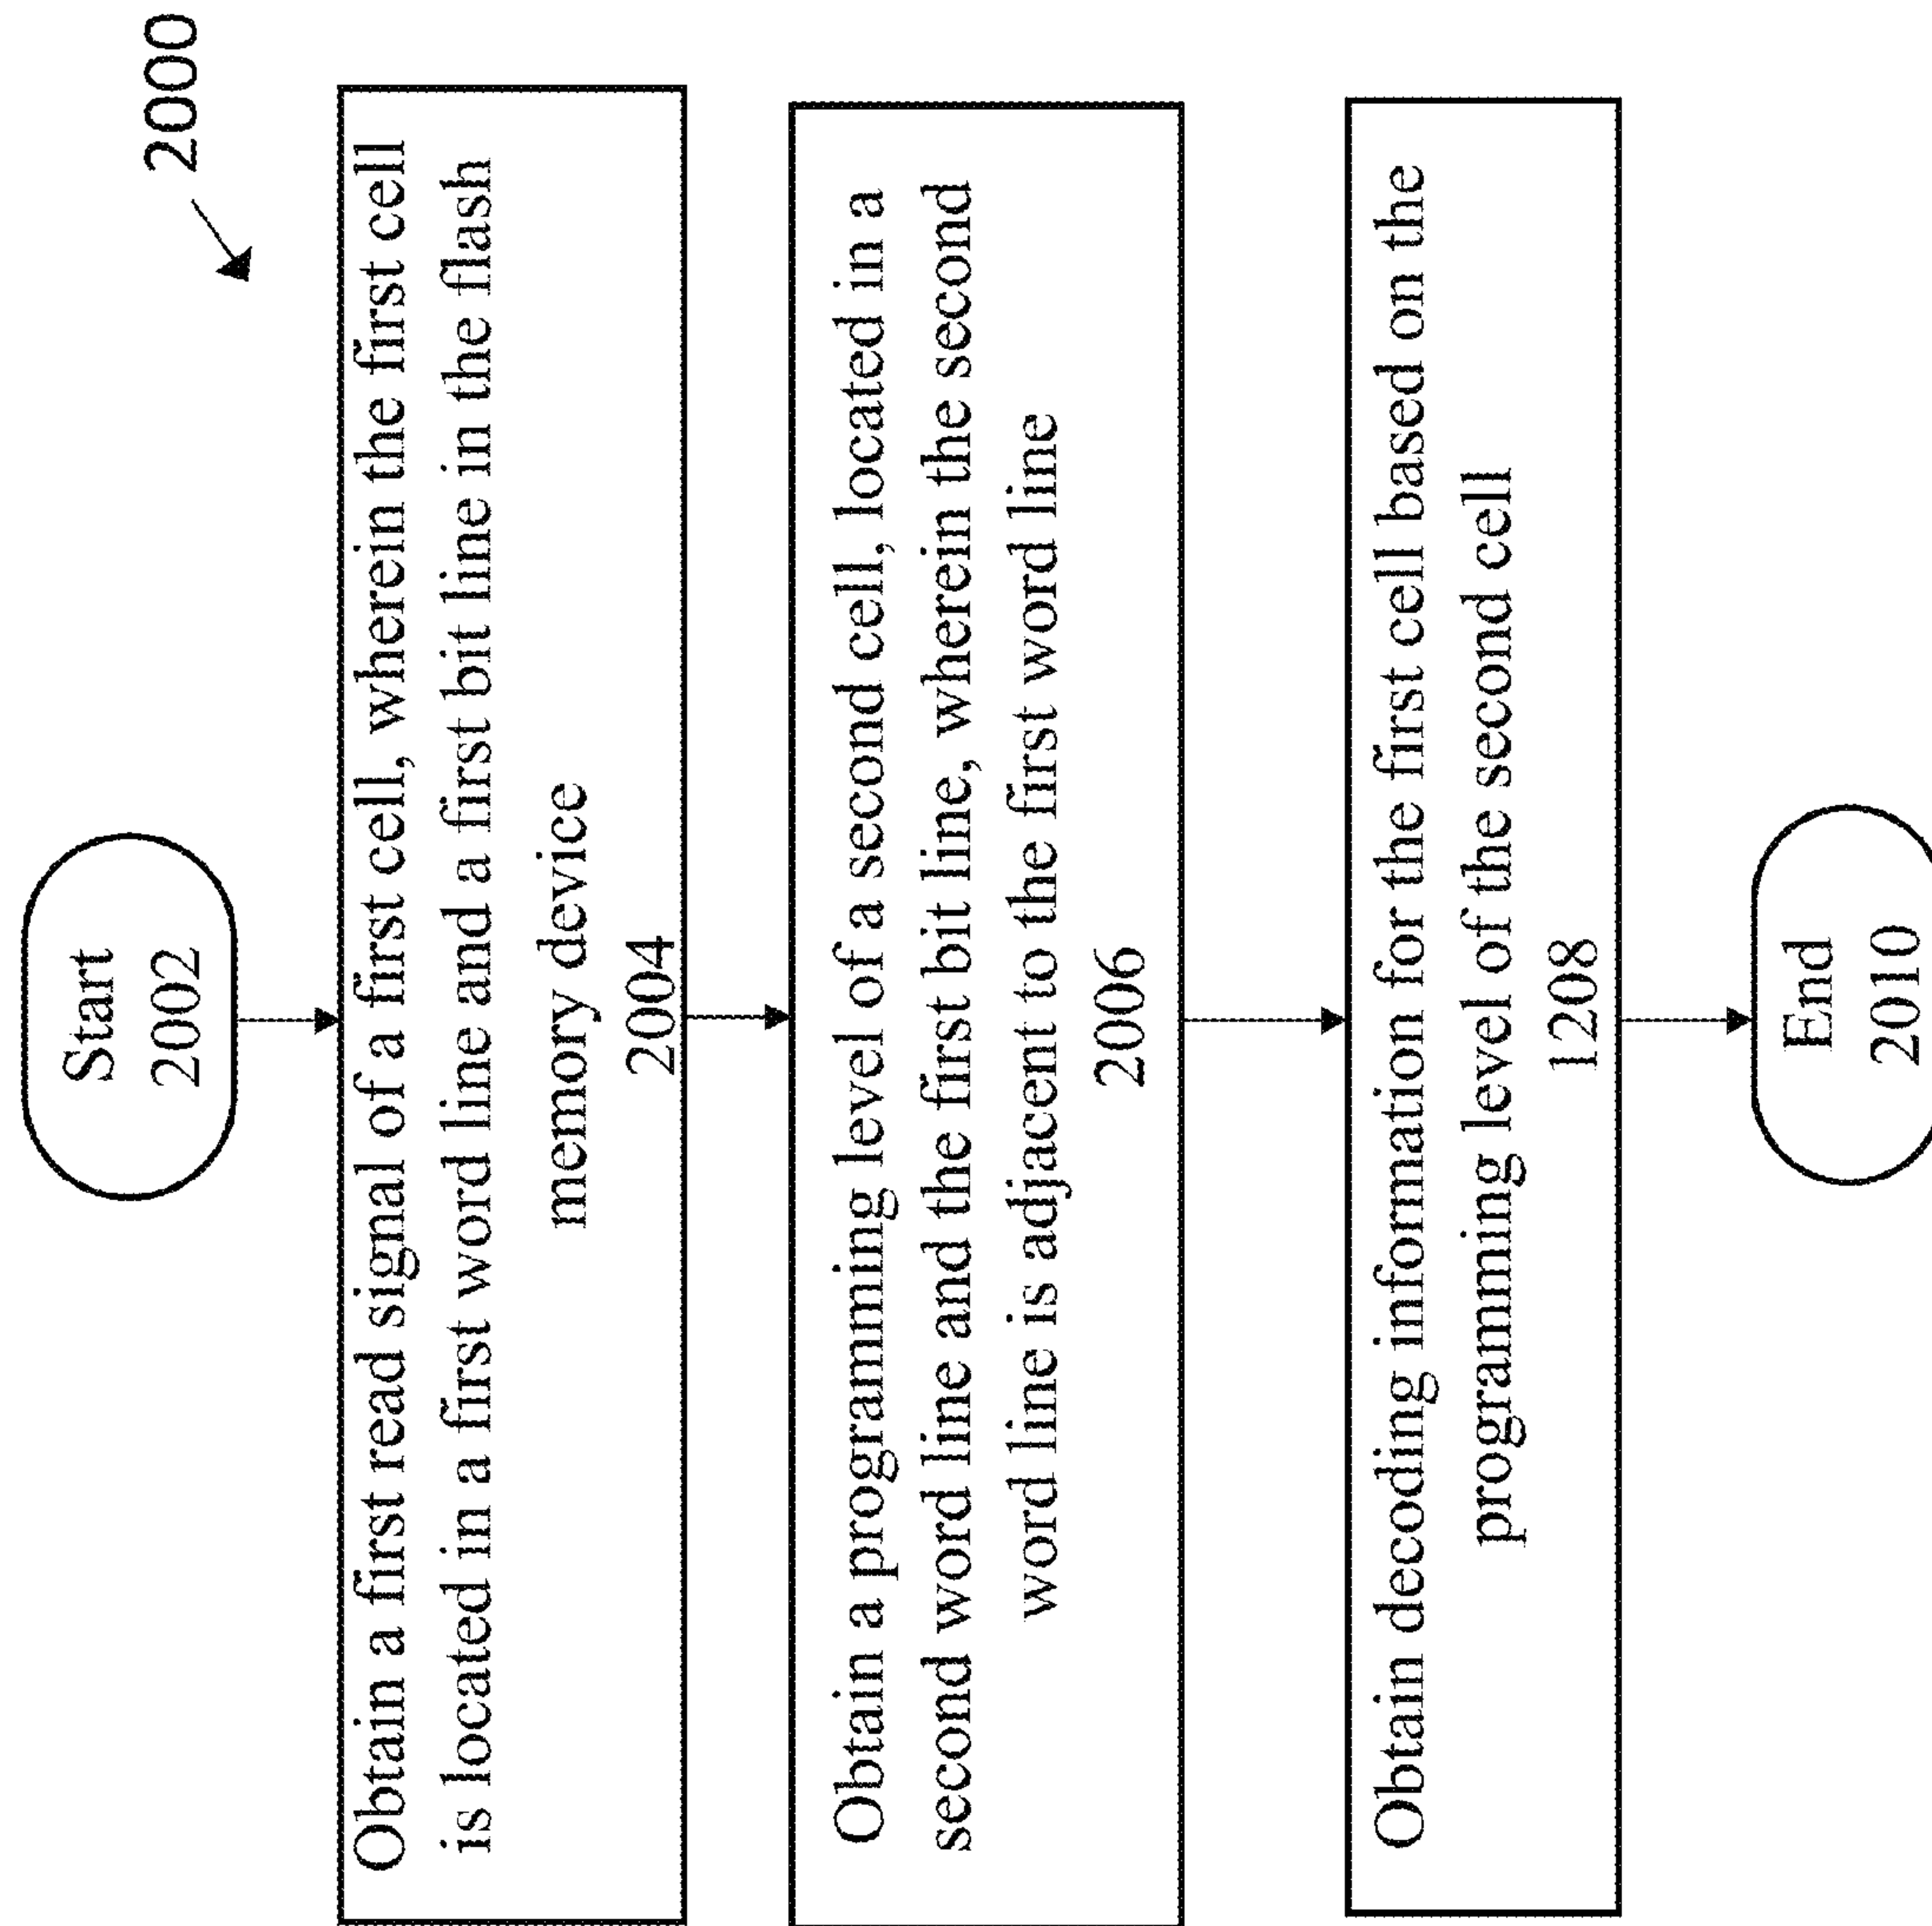 2000
Start
2002
Obtain a first read signal of a first cell, wherein the first cell
is located in a first word line and a first bit line in the flash
memory device
2004
Obtain a programming level of a second cell, located in a
second word line and the first bit line, wherein the second
word line is adjacent to the first word line
2006
Obtain decoding information for the first cell based on the
programming level of the second cell
1208
End
2010